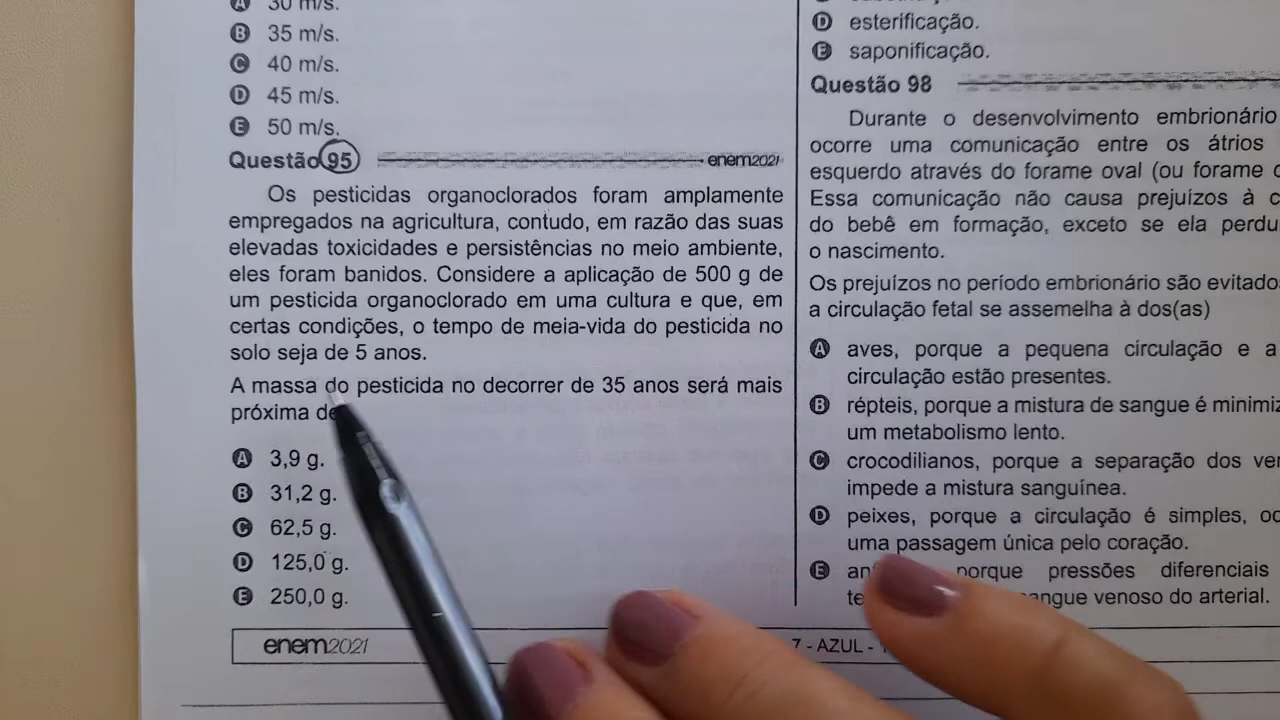 A 30 m/s.
B 35 m/s.
C 40 m/s.
D 45 m/s.
E 50 m/s.
Questão 95 enem2021
Os pesticidas organoclorados foram amplamente
empregados na agricultura, contudo, em razão das suas
elevadas toxicidades e persistências no meio ambiente,
eles foram banidos. Considere a aplicação de 500 g de
um pesticida organoclorado em uma cultura e que, em
certas condições, o tempo de meia-vida do pesticida no
solo seja de 5 anos.
A massa do pesticida no decorrer de 35 anos será mais
próxima de
A 3,9 g.
B 31,2 g.
C 62,5 g.
D 125,0 g.
E 250,0 g.
enem2021
D esterificação.
E saponificação.
Questão 98
Durante o desenvolvimento embrionário
ocorre uma comunicação entre os átrios
esquerdo através do forame oval (ou forame
Essa comunicação não causa prejuízos à
do bebê em formação, exceto se ela
o nascimento.
Os prejuízos no período embrionário são
a circulação fetal se assemelha à dos(as)
A aves, porque a pequena circulação e a
circulação estão presentes.
B répteis, porque a mistura de sangue é
um metabolismo lento.
C crocodilianos, porque a separação dos
impede a mistura sanguínea.
D peixes, porque a circulação é simples,
uma passagem única pelo coração.
E porque pressões diferenciais
venoso do arterial.
7 - AZUL -